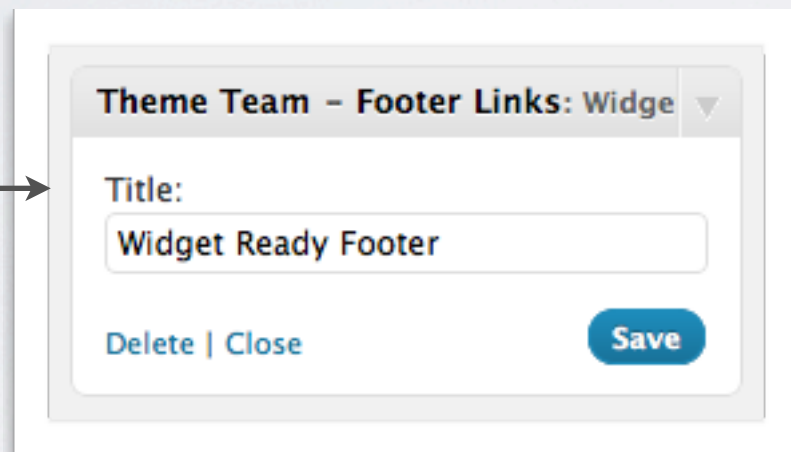 Theme Team – Footer Links: Widge
Title:
Widget Ready Footer
Delete | Close
Save